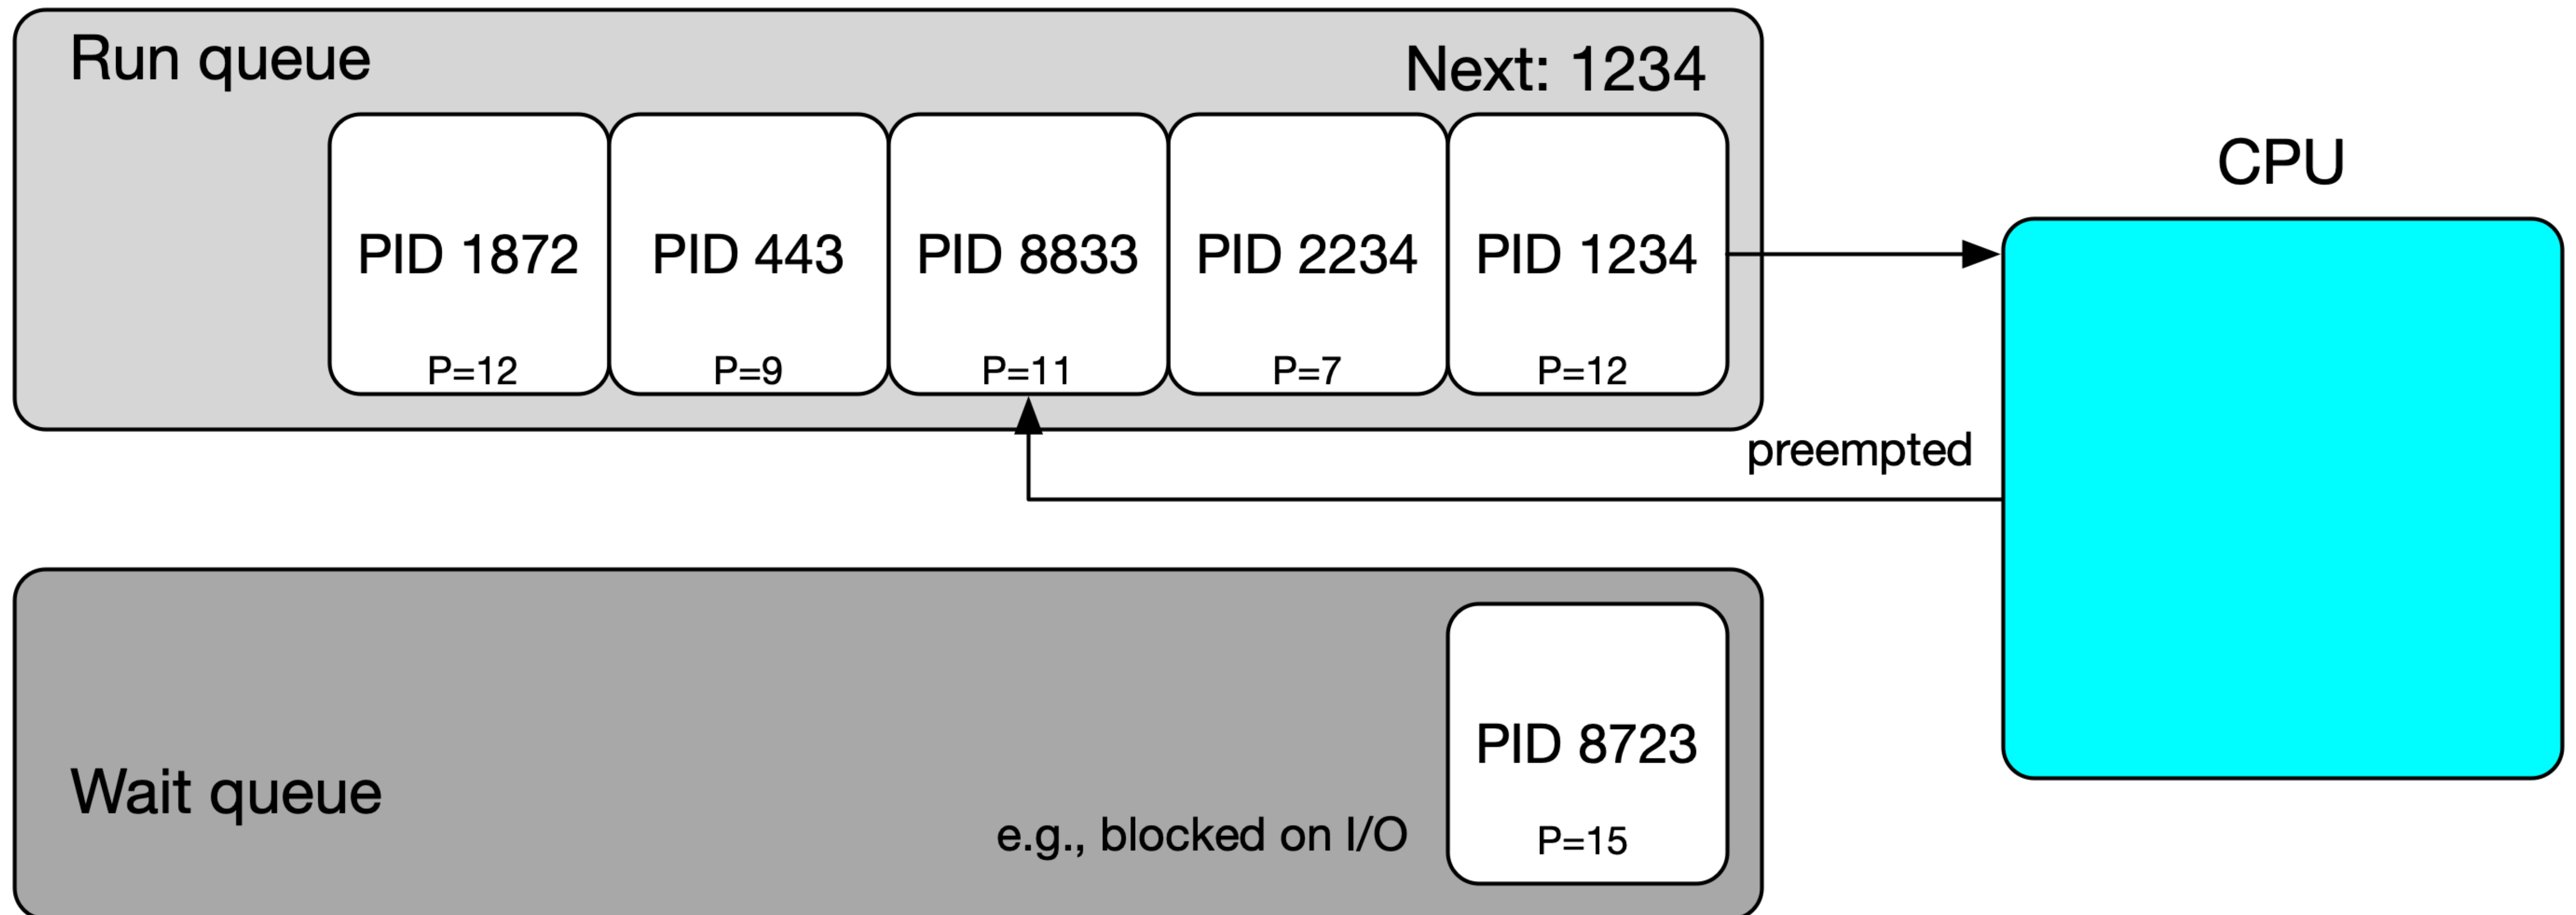 Run queue
Next: 1234
CPU
PID 1872
PID 443
PID 8833
PID 2234
PID 1234
P=12
P=9
P=11
P=7
P=12
preempted
Wait queue
PID 8723
e.g., blocked on I/O
P=15